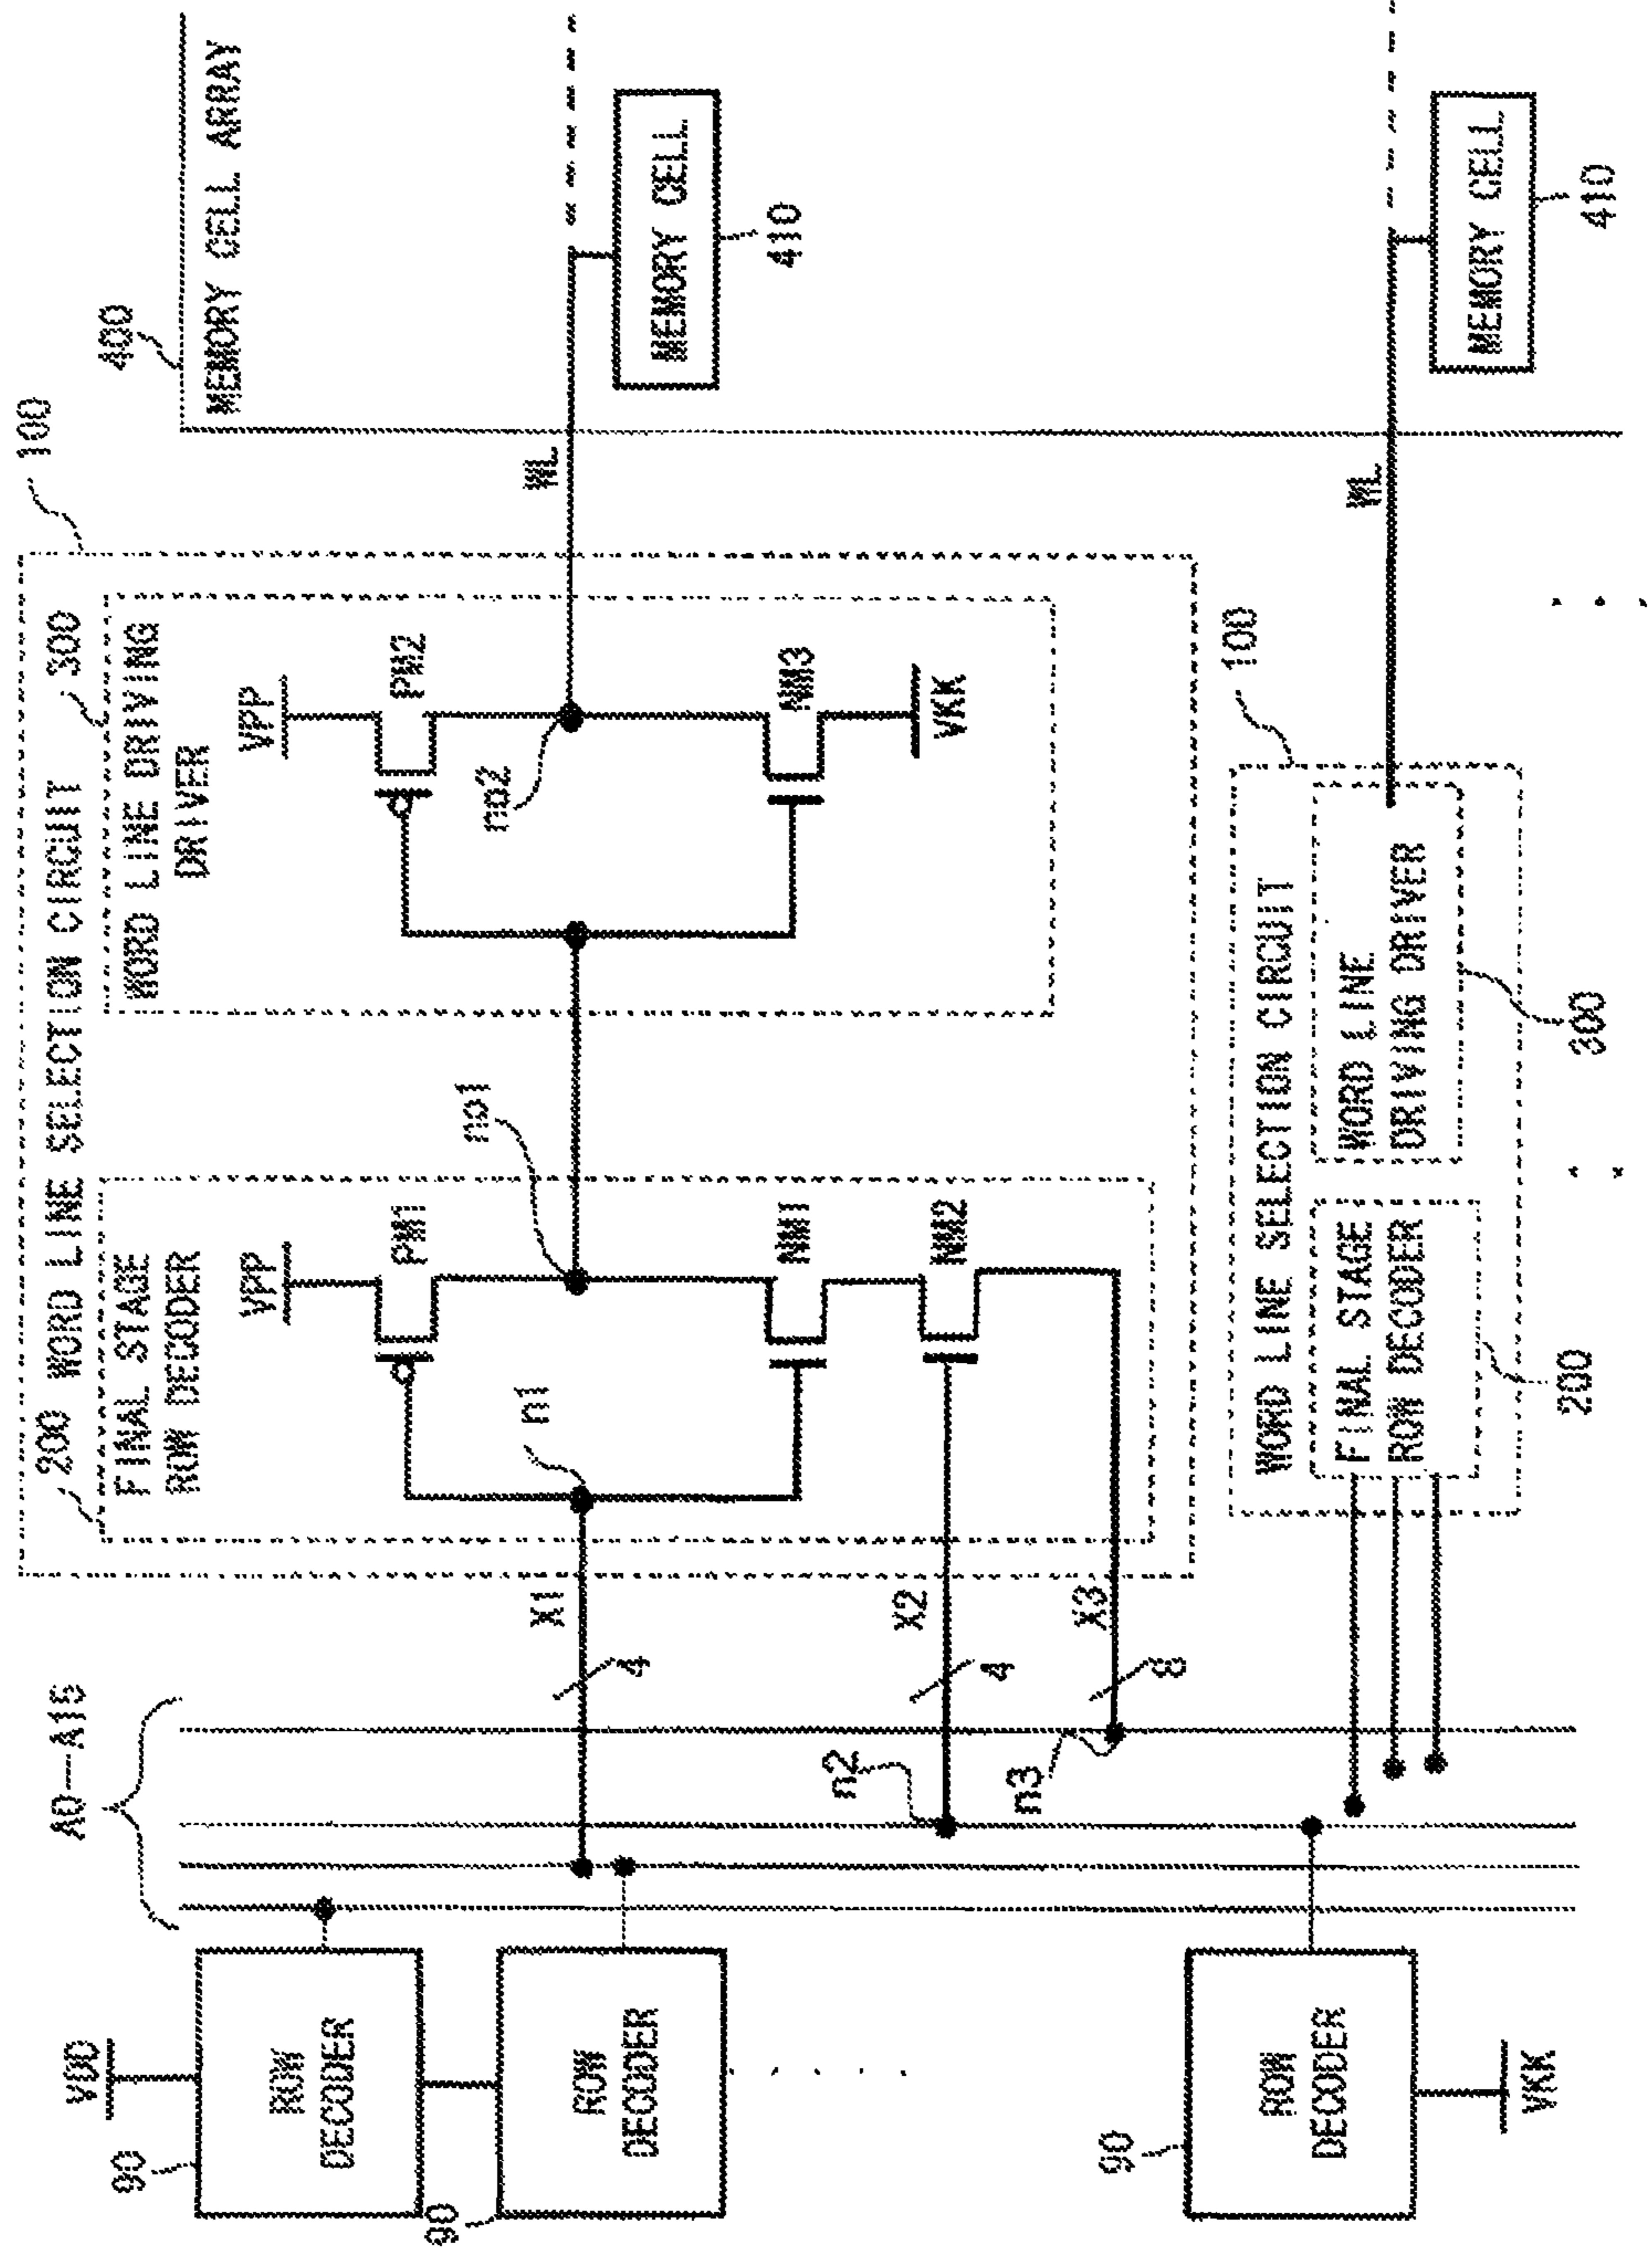 100
200 WORD LINE SELECTION CIRCUIT 300
400
MEMORY CELL ARRAY
FINAL STAGE
ROW DECODER
WORD LINE DRIVING
DRIVER
A0—A15
VDD
90
ROW
DECODER
90
ROW
DECODER
90
ROW
DECODER
VKK
X1
4
X2
4
X3
8
n1
n2
n3
VPP
PM1
no1
NM1
NM2
VPP
PM2
no2
NM3
VKK
WL
MEMORY CELL
410
100
WORD LINE SELECTION CIRCUIT
FINAL STAGE
ROW DECODER
200
WORD LINE
DRIVING DRIVER
300
WL
MEMORY CELL
410